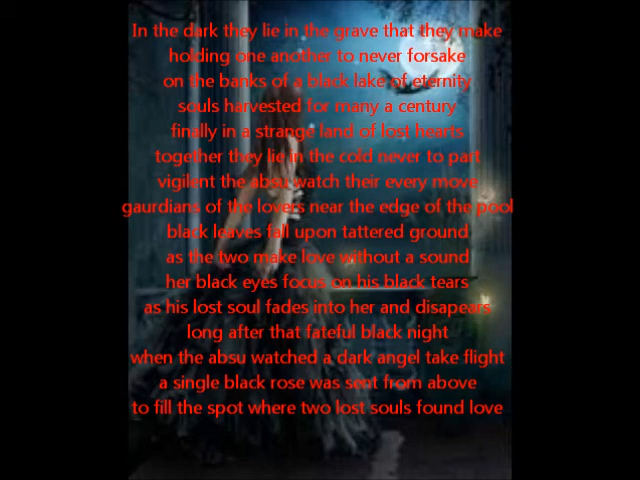 In the dark they lie in the grave that they make
holding one another to never forsake
on the banks of a black lake of eternity
souls harvested for many a century
finally in a strange land of lost hearts
together they lie in the cold never to part
vigilent the absu watch their every move
gaurdians of the lovers near the edge of the pool
black leaves fall upon tattered ground
as the two make love without a sound
her black eyes focus on his black tears
as his lost soul fades into her and disapears
long after that fateful black night
when the absu watched a dark angel take flight
a single black rose was sent from above
to fill the spot where two lost souls found love